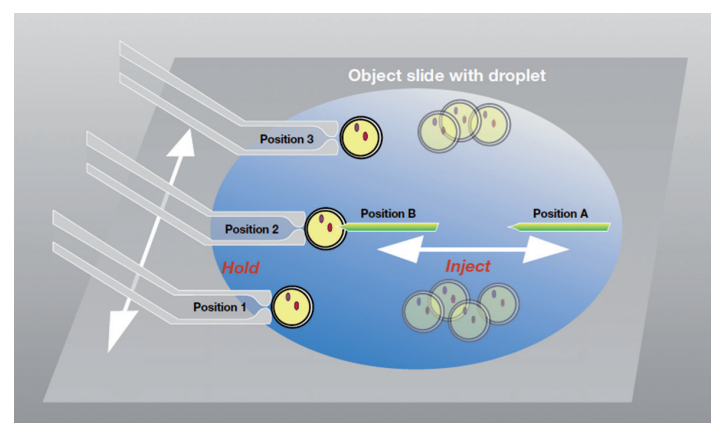 Object slide with droplet
Position 3
Position B
Position A
Position 2
Hold
Inject
Position 1